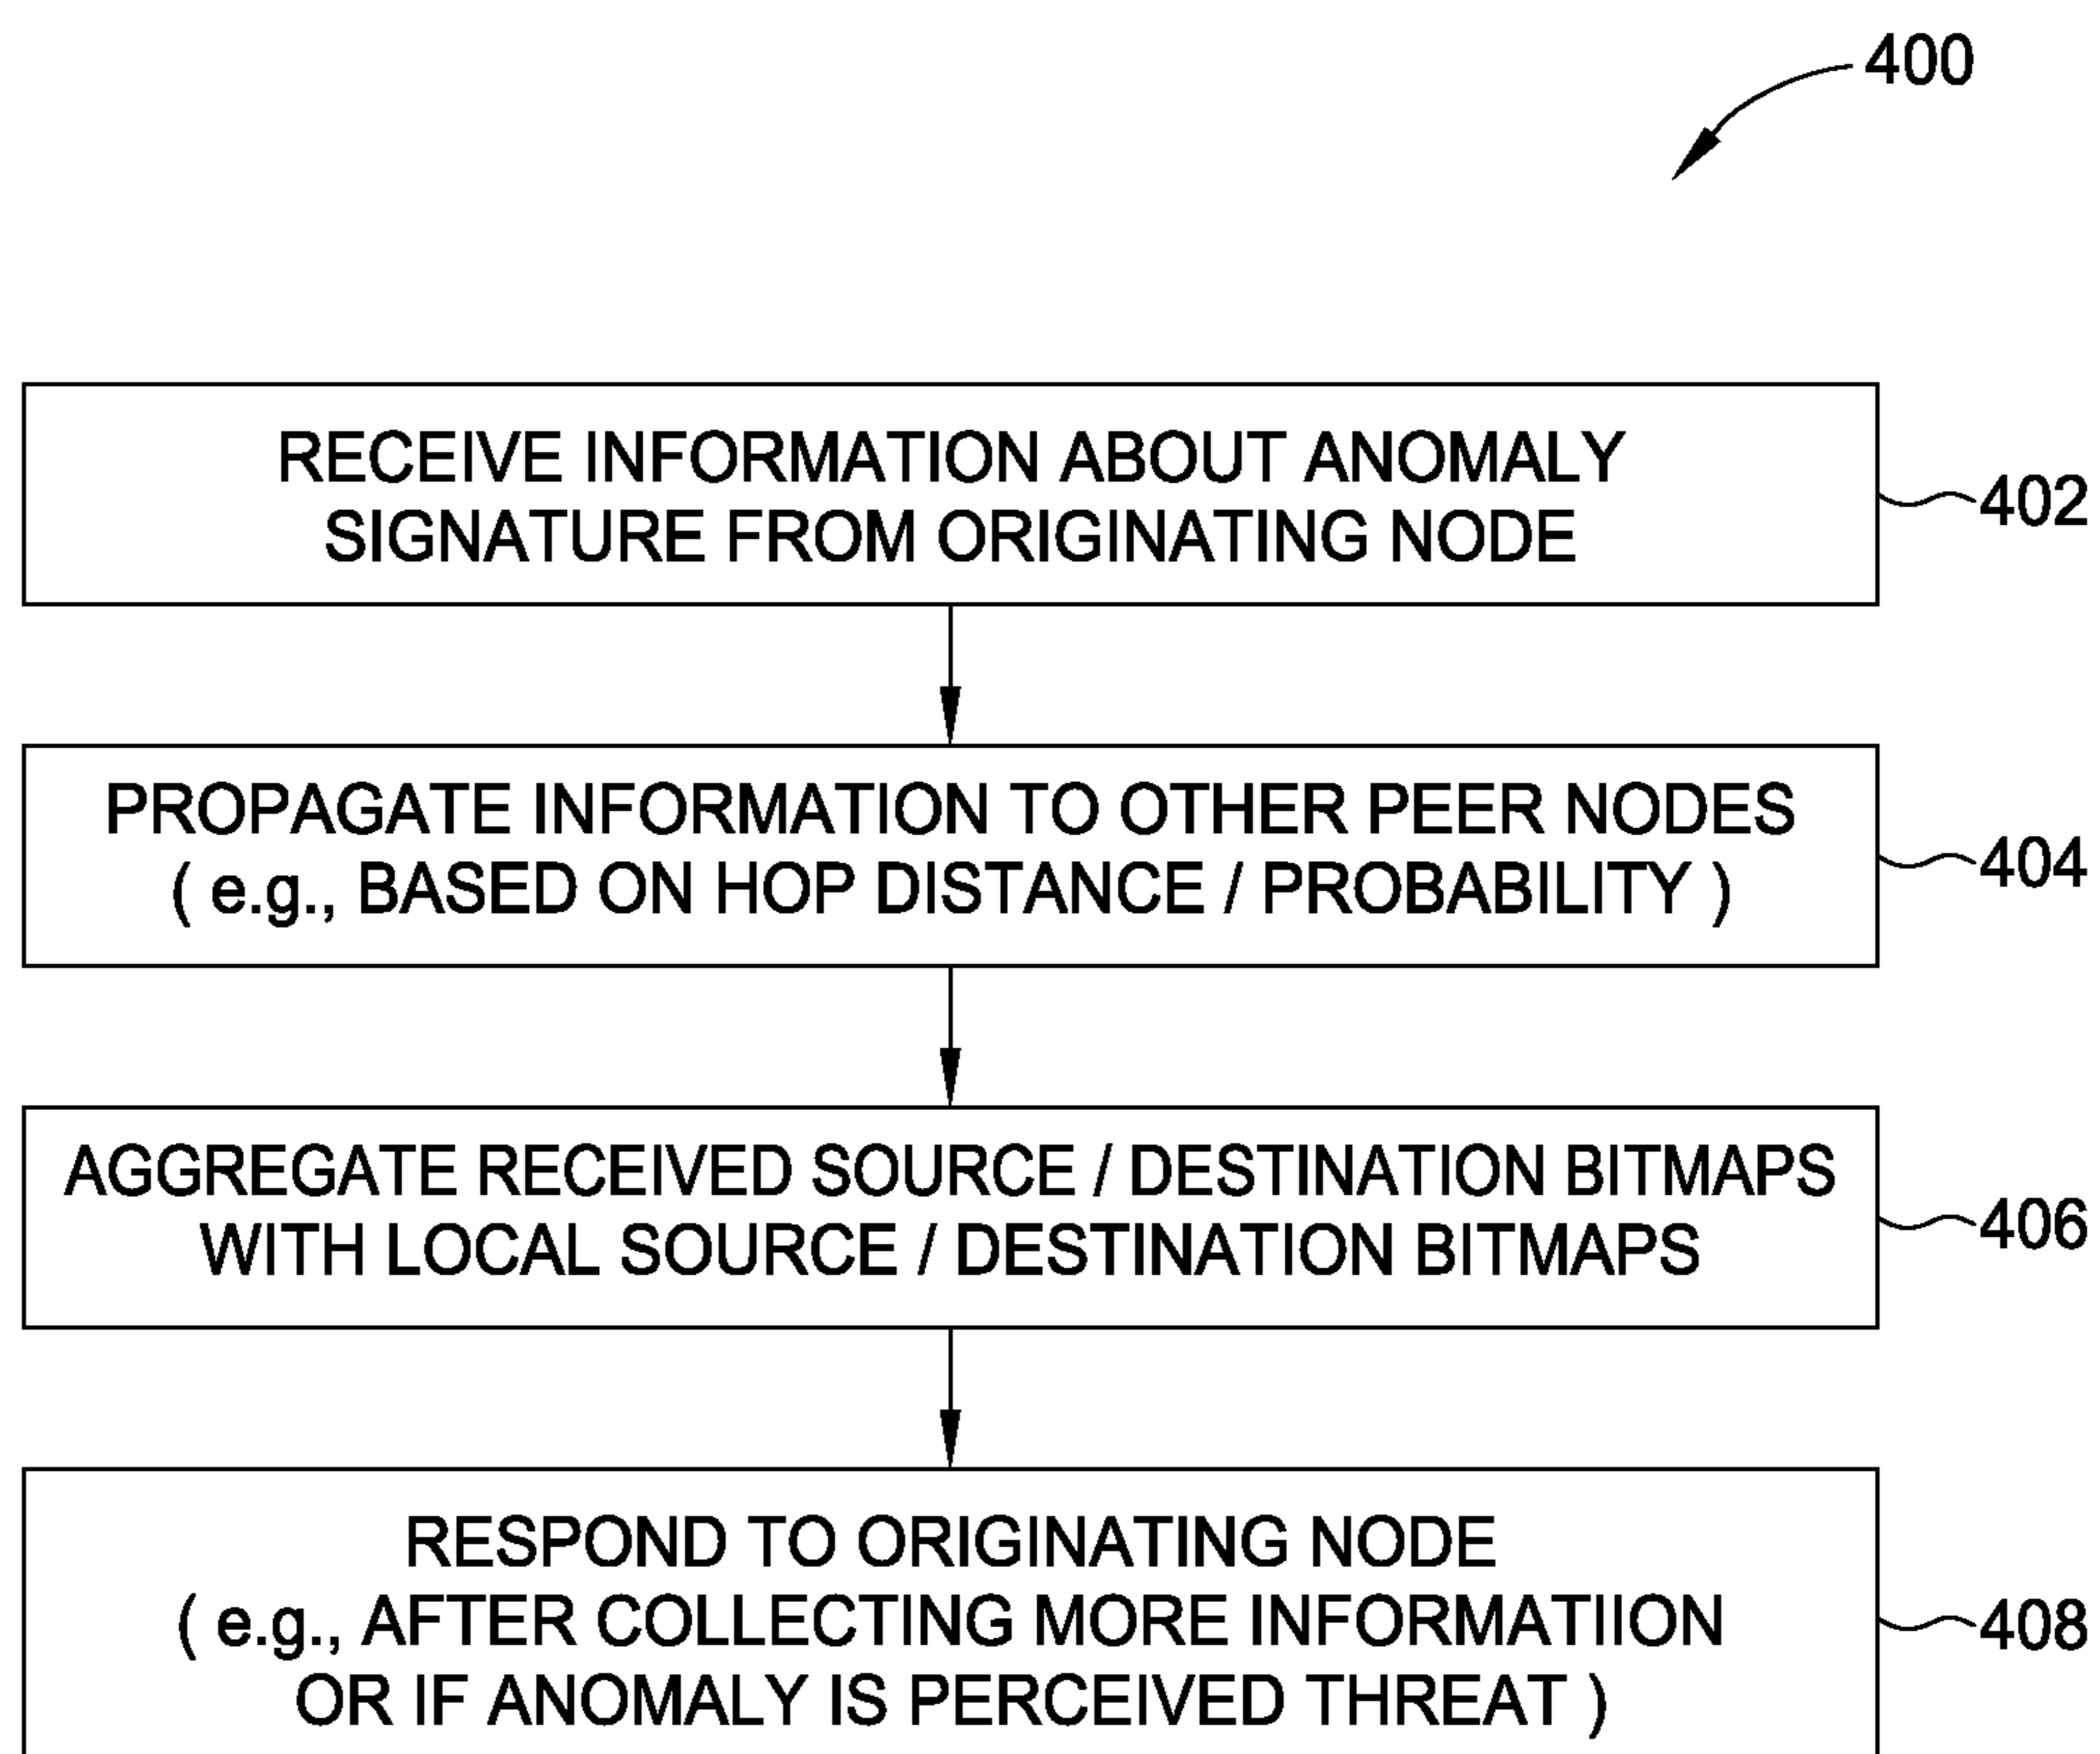 400
RECEIVE INFORMATION ABOUT ANOMALY
SIGNATURE FROM ORIGINATING NODE
402
PROPAGATE INFORMATION TO OTHER PEER NODES
( e.g., BASED ON HOP DISTANCE / PROBABILITY )
404
AGGREGATE RECEIVED SOURCE / DESTINATION BITMAPS
WITH LOCAL SOURCE / DESTINATION BITMAPS
406
RESPOND TO ORIGINATING NODE
( e.g., AFTER COLLECTING MORE INFORMATIION
OR IF ANOMALY IS PERCEIVED THREAT )
408